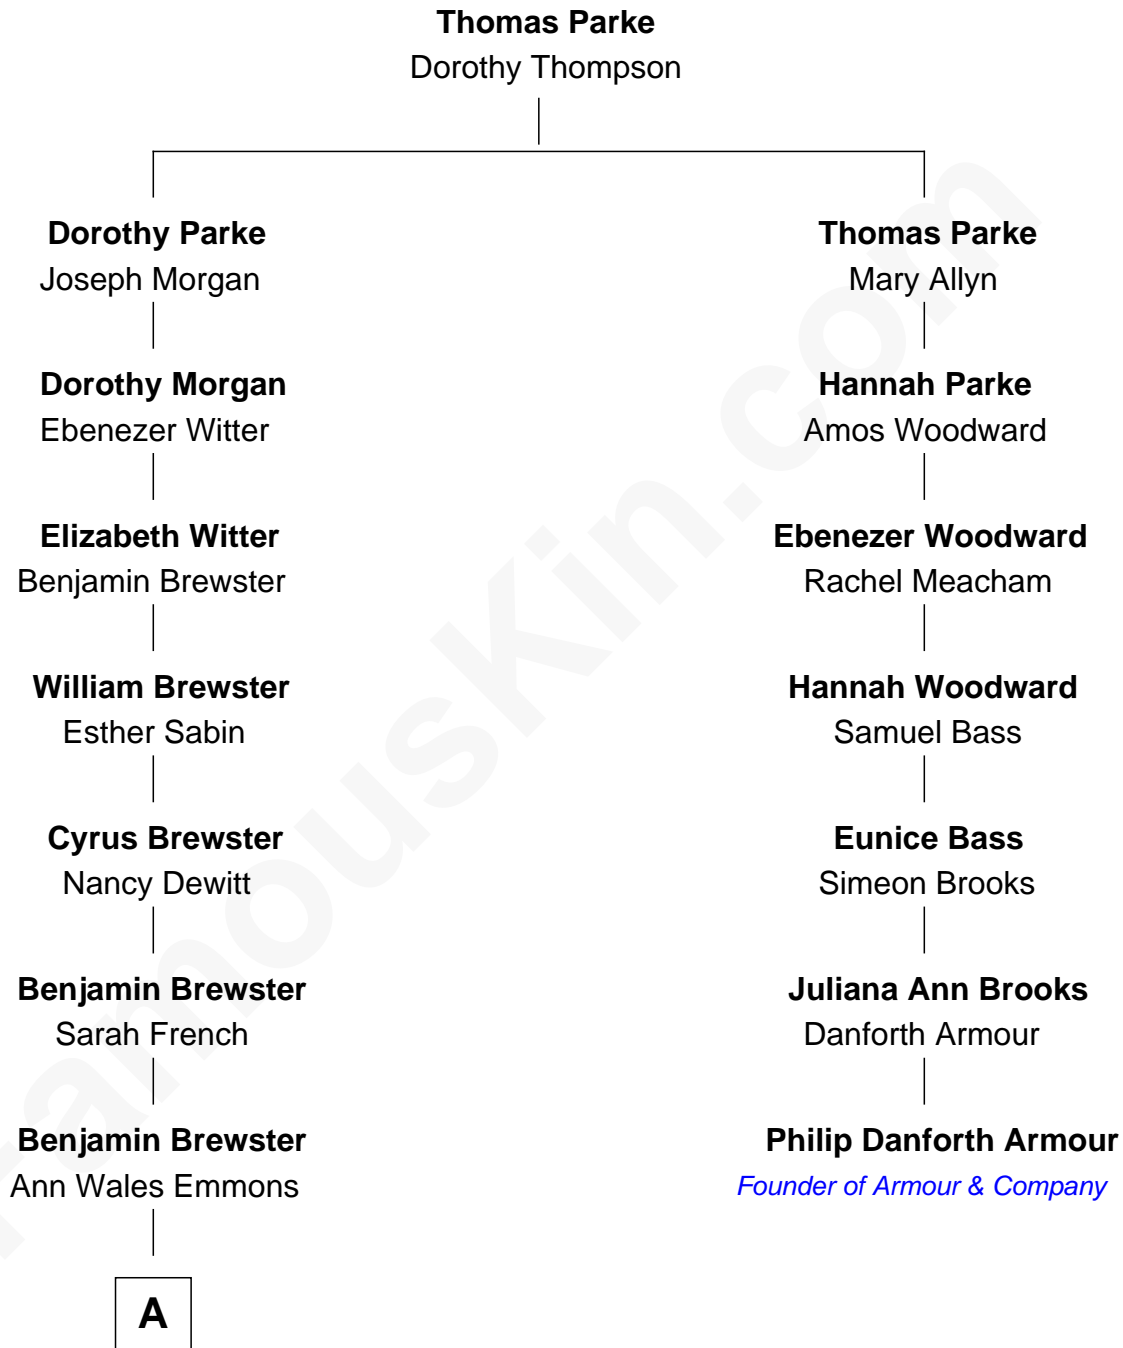 Thomas Parke
Dorothy Thompson
Dorothy Parke
Joseph Morgan
Thomas Parke
Mary Allyn
Dorothy Morgan
Ebenezer Witter
Hannah Parke
Amos Woodward
Elizabeth Witter
Benjamin Brewster
Ebenezer Woodward
Rachel Meacham
William Brewster
Esther Sabin
Hannah Woodward
Samuel Bass
Cyrus Brewster
Nancy Dewitt
Eunice Bass
Simeon Brooks
Benjamin Brewster
Sarah French
Juliana Ann Brooks
Danforth Armour
Benjamin Brewster
Ann Wales Emmons
Philip Danforth Armour
Founder of Armour & Company
A
FamousKin.com